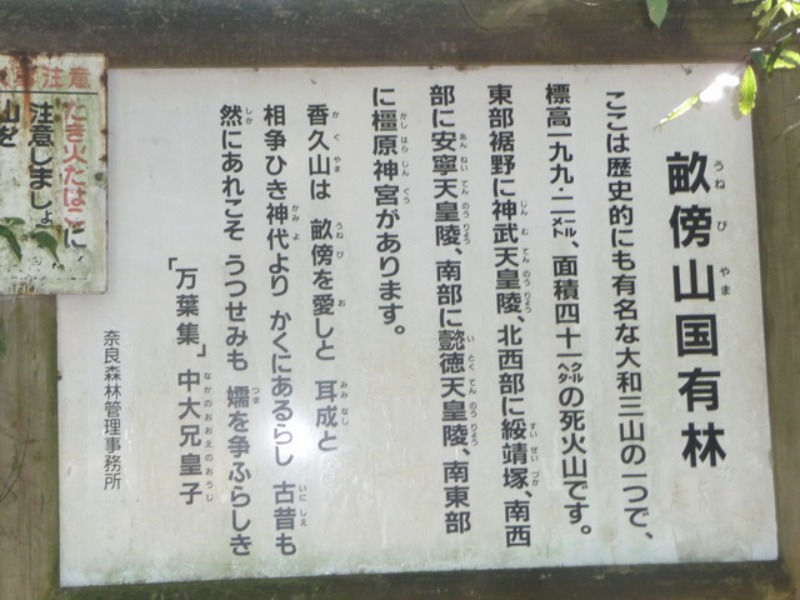 畝傍山国有林
ここは歴史的にも有名な大和三山の一つで、
標高一九九・二㍍、面積四十一㌶の死火山です。
東部裾野に神武天皇陵、北西部に綏靖塚、南西
部に安寧天皇陵、南部に懿徳天皇陵、南東部
に橿原神宮があります。
香久山は 畝傍を愛しと 耳成と
相争ひき神代より かくにあるらし 古昔も
然にあれこそ うつせみも 嬬を争ふらしき
「万葉集」中大兄皇子
奈良森林管理事務所
注意
たき火たばこに
注意しましょう
山を